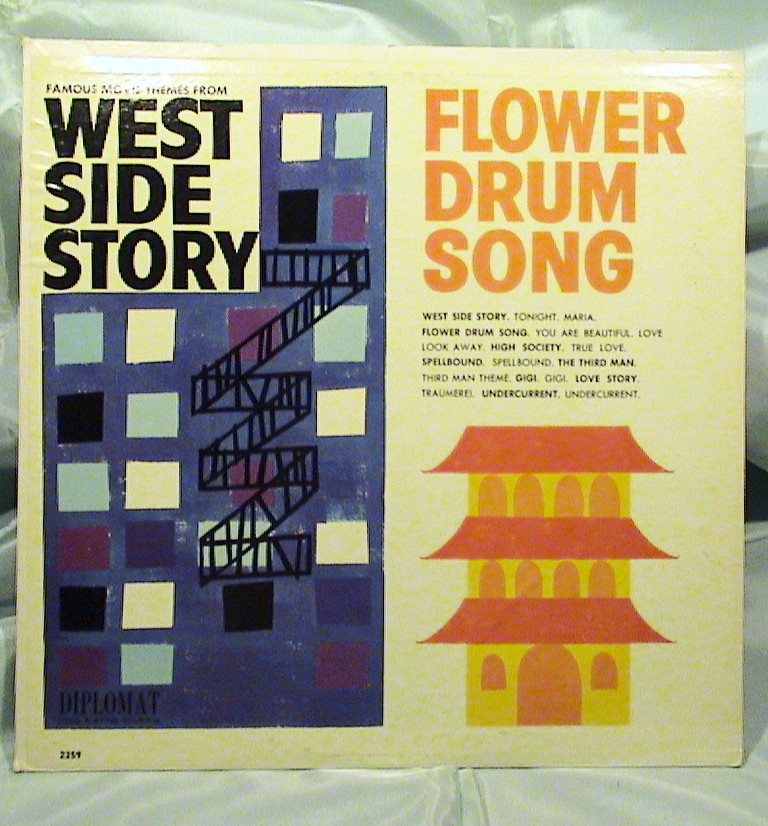 FAMOUS MOVIE THEMES FROM
WEST
SIDE
STORY
FLOWER
DRUM
SONG
WEST SIDE STORY. TONIGHT. MARIA.
FLOWER DRUM SONG. YOU ARE BEAUTIFUL. LOVE
LOOK AWAY. HIGH SOCIETY. TRUE LOVE.
SPELLBOUND. SPELLBOUND. THE THIRD MAN.
THIRD MAN THEME. GIGI. GIGI. LOVE STORY.
TRAUMEREI. UNDERCURRENT. UNDERCURRENT.
DIPLOMAT
2259